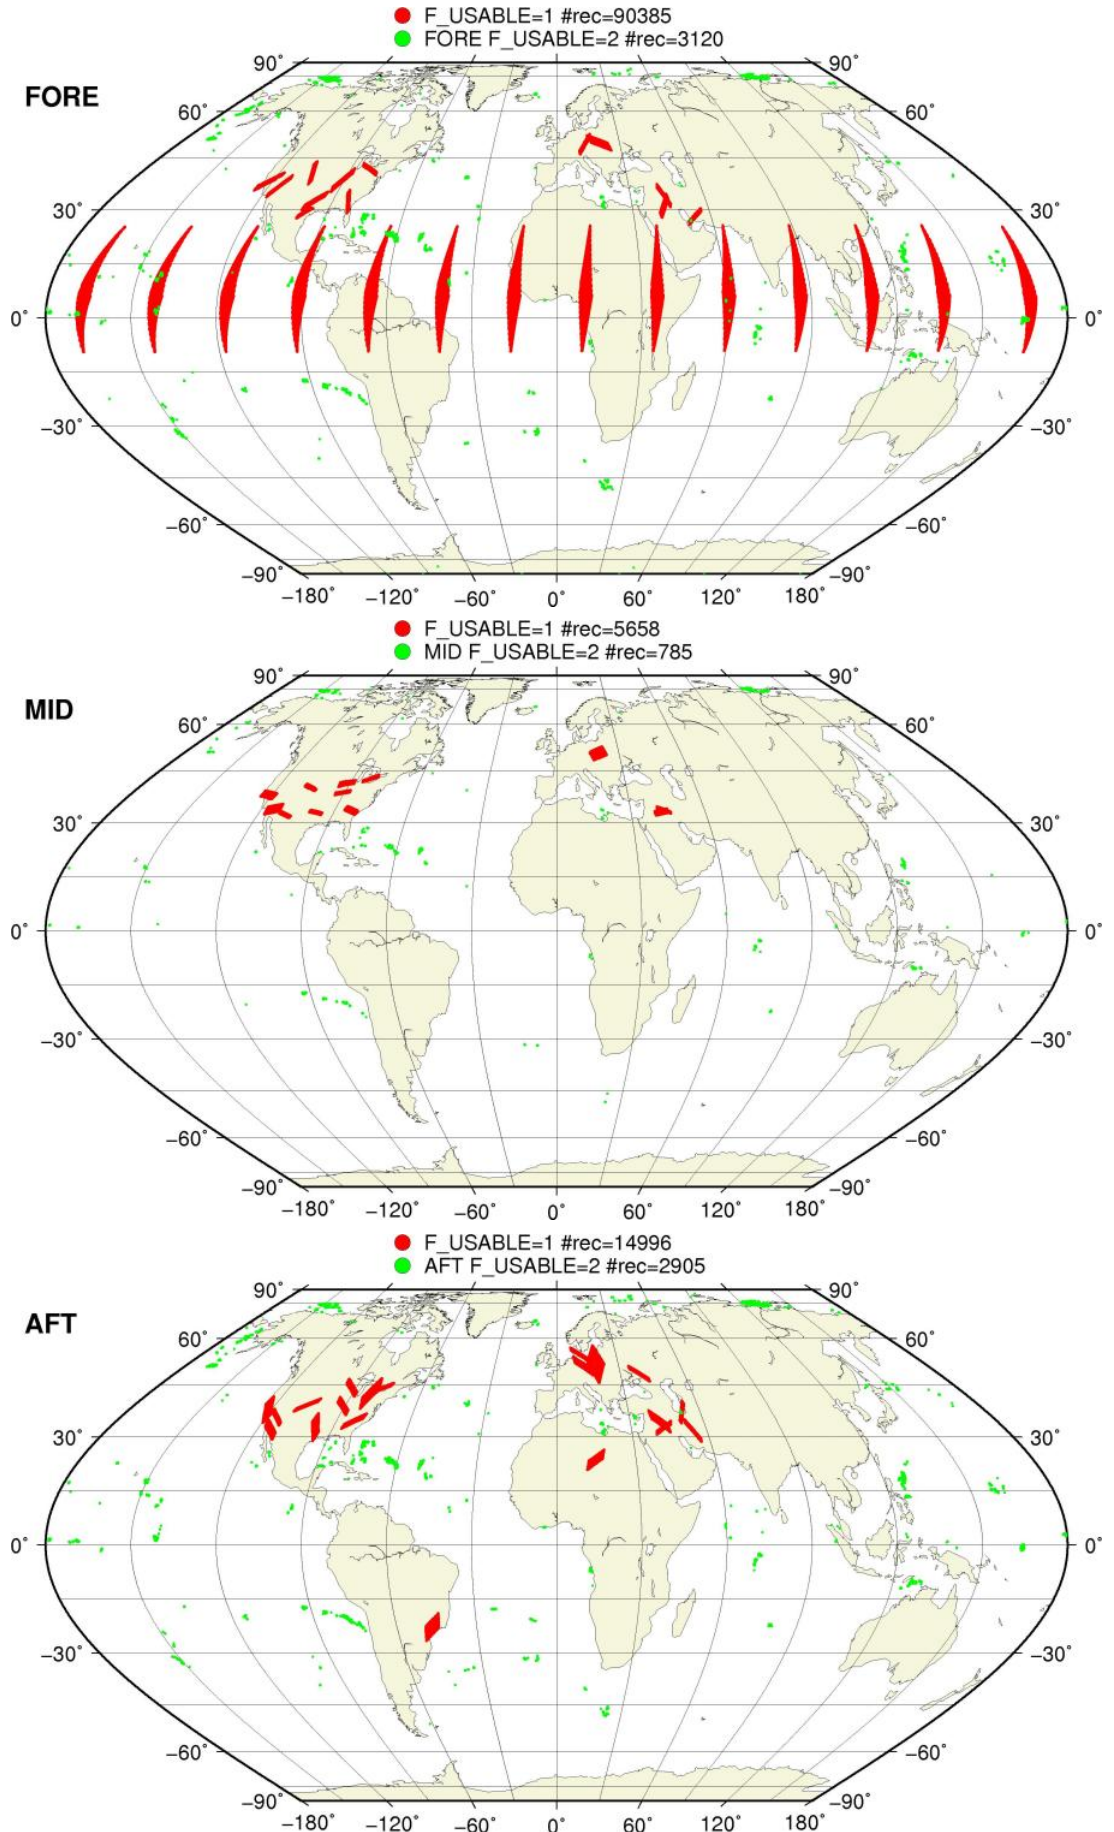 F_USABLE=1 #rec=90385
FORE F_USABLE=2 #rec=3120
FORE
90° 90°
60° 60°
30° 30°
0° 0°
−30° −30°
−60° −60°
−90° −90°
−180° −120° −60° 0° 60° 120° 180°
F_USABLE=1 #rec=5658
MID F_USABLE=2 #rec=785
MID
90° 90°
60° 60°
30° 30°
0° 0°
−30° −30°
−60° −60°
−90° −90°
−180° −120° −60° 0° 60° 120° 180°
F_USABLE=1 #rec=14996
AFT F_USABLE=2 #rec=2905
AFT
90° 90°
60° 60°
30° 30°
0° 0°
−30° −30°
−60° −60°
−90° −90°
−180° −120° −60° 0° 60° 120° 180°